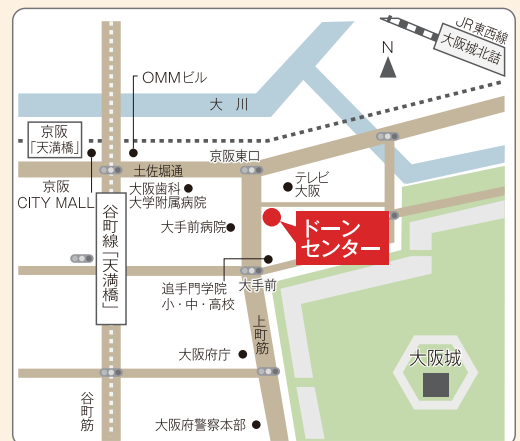 JR東西線
大阪城北詰
N
OMMビル
大川
京阪
「天満橋」
京阪東口
土佐堀通
テレビ
大阪
京阪
CITY MALL
大阪歯科
大学附属病院
谷町線「天満橋」
大手前病院
ドーン
センター
追手門学院
小・中・高校
大手前
上町筋
大阪府庁
大阪城
谷町筋
大阪府警察本部